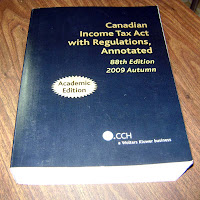 Canadian
Income Tax Act
with Regulations,
Annotated
88th Edition
2009 Autumn
Academic
Edition
CCH
a Wolters Kluwer business